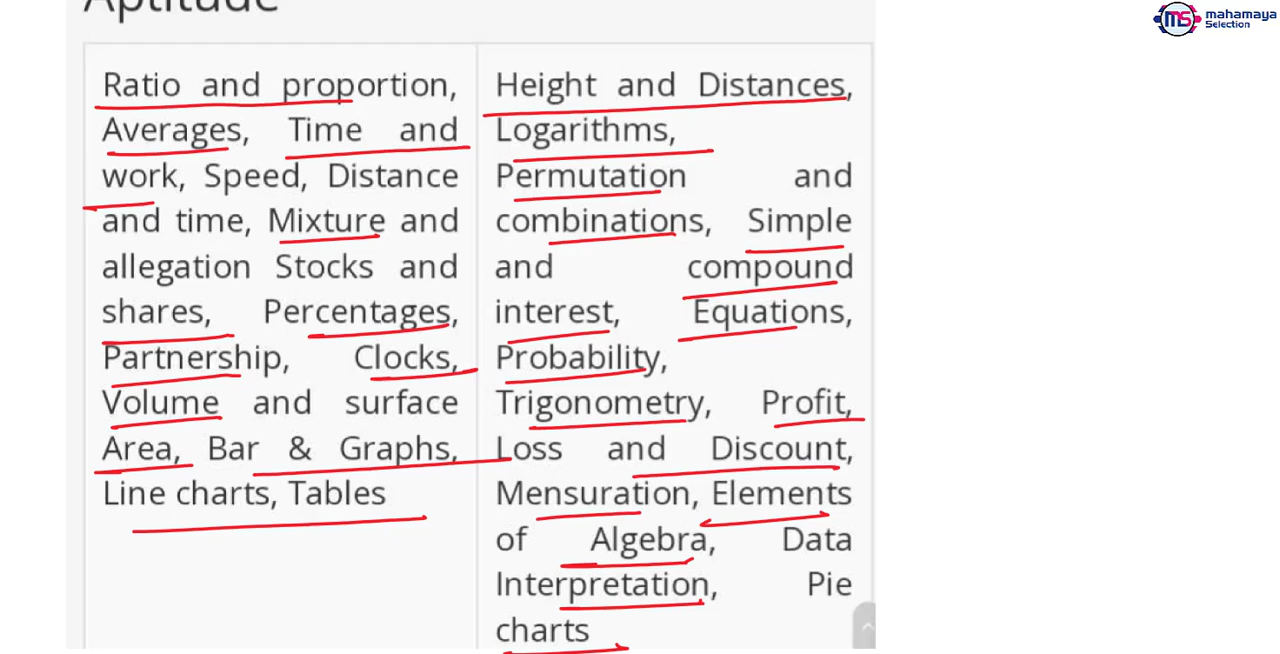 Aptitude
mahamaya
Selection
Ratio and proportion,
Averages, Time and
work, Speed, Distance
and time, Mixture and
allegation Stocks and
shares, Percentages,
Partnership, Clocks,
Volume and surface
Area, Bar & Graphs,
Line charts, Tables
Height and Distances,
Logarithms,
Permutation and
combinations, Simple
and compound
interest, Equations,
Probability,
Trigonometry, Profit,
Loss and Discount,
Mensuration, Elements
of Algebra, Data
Interpretation, Pie
charts